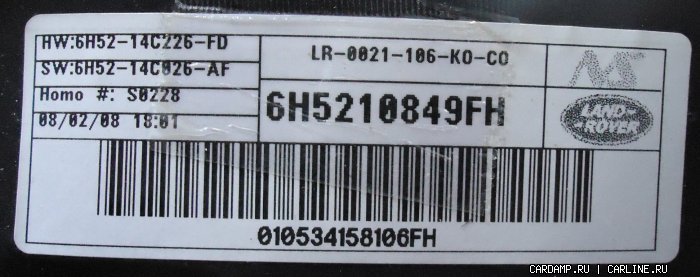 HW:6H52-14C226-FD
SW:6H52-14C026-AF
Homo #: S0228
08/02/08 18:01
LR-0021-106-KO-CO
6H5210849FH
LAND-
ROVER
010534158106FH
CARDAMP.RU | CARLINE.RU